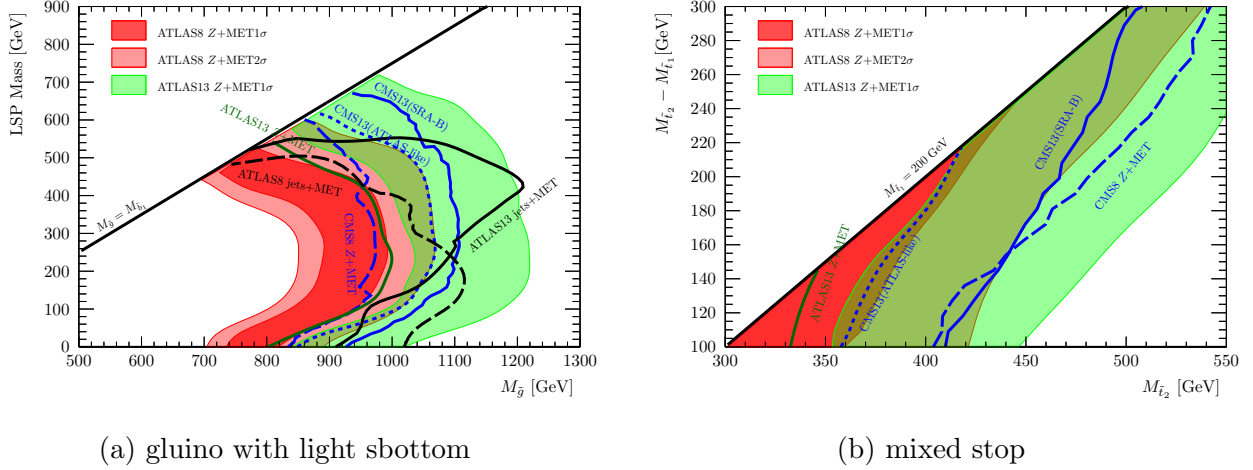 900
800
700
600
500
400
300
200
100
0
LSP Mass [GeV]
ATLAS8 Z+MET1σ
ATLAS8 Z+MET2σ
ATLAS13 Z+MET1σ
CMS13(SRA-B)
CMS13(ATLAS-like)
ATLAS13 Z+MET
ATLAS8 jets+MET
ATLAS13 jets+MET
CMS8 Z+MET
M_g̃ = M_b̃₁
500 600 700 800 900 1000 1100 1200 1300
M_g̃ [GeV]
(a) gluino with light sbottom
300
280
260
240
220
200
180
160
140
120
100
M_t̃₂ − M_t̃₁[GeV]
ATLAS8 Z+MET1σ
ATLAS8 Z+MET2σ
ATLAS13 Z+MET1σ
M_t̃₁ = 200 GeV
CMS13(SRA-B)
CMS8 Z+MET
ATLAS13 Z+MET
CMS13(ATLAS-like)
300 350 400 450 500 550
M_t̃₂ [GeV]
(b) mixed stop